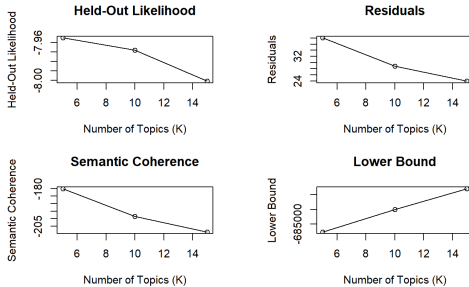 Held-Out Likelihood
Held-Out Likelihood
-7.96
-8.00
6 8 10 12 14
Number of Topics (K)
Residuals
Residuals
32
24
6 8 10 12 14
Number of Topics (K)
Semantic Coherence
Semantic Coherence
-180
-205
6 8 10 12 14
Number of Topics (K)
Lower Bound
Lower Bound
-685000
6 8 10 12 14
Number of Topics (K)